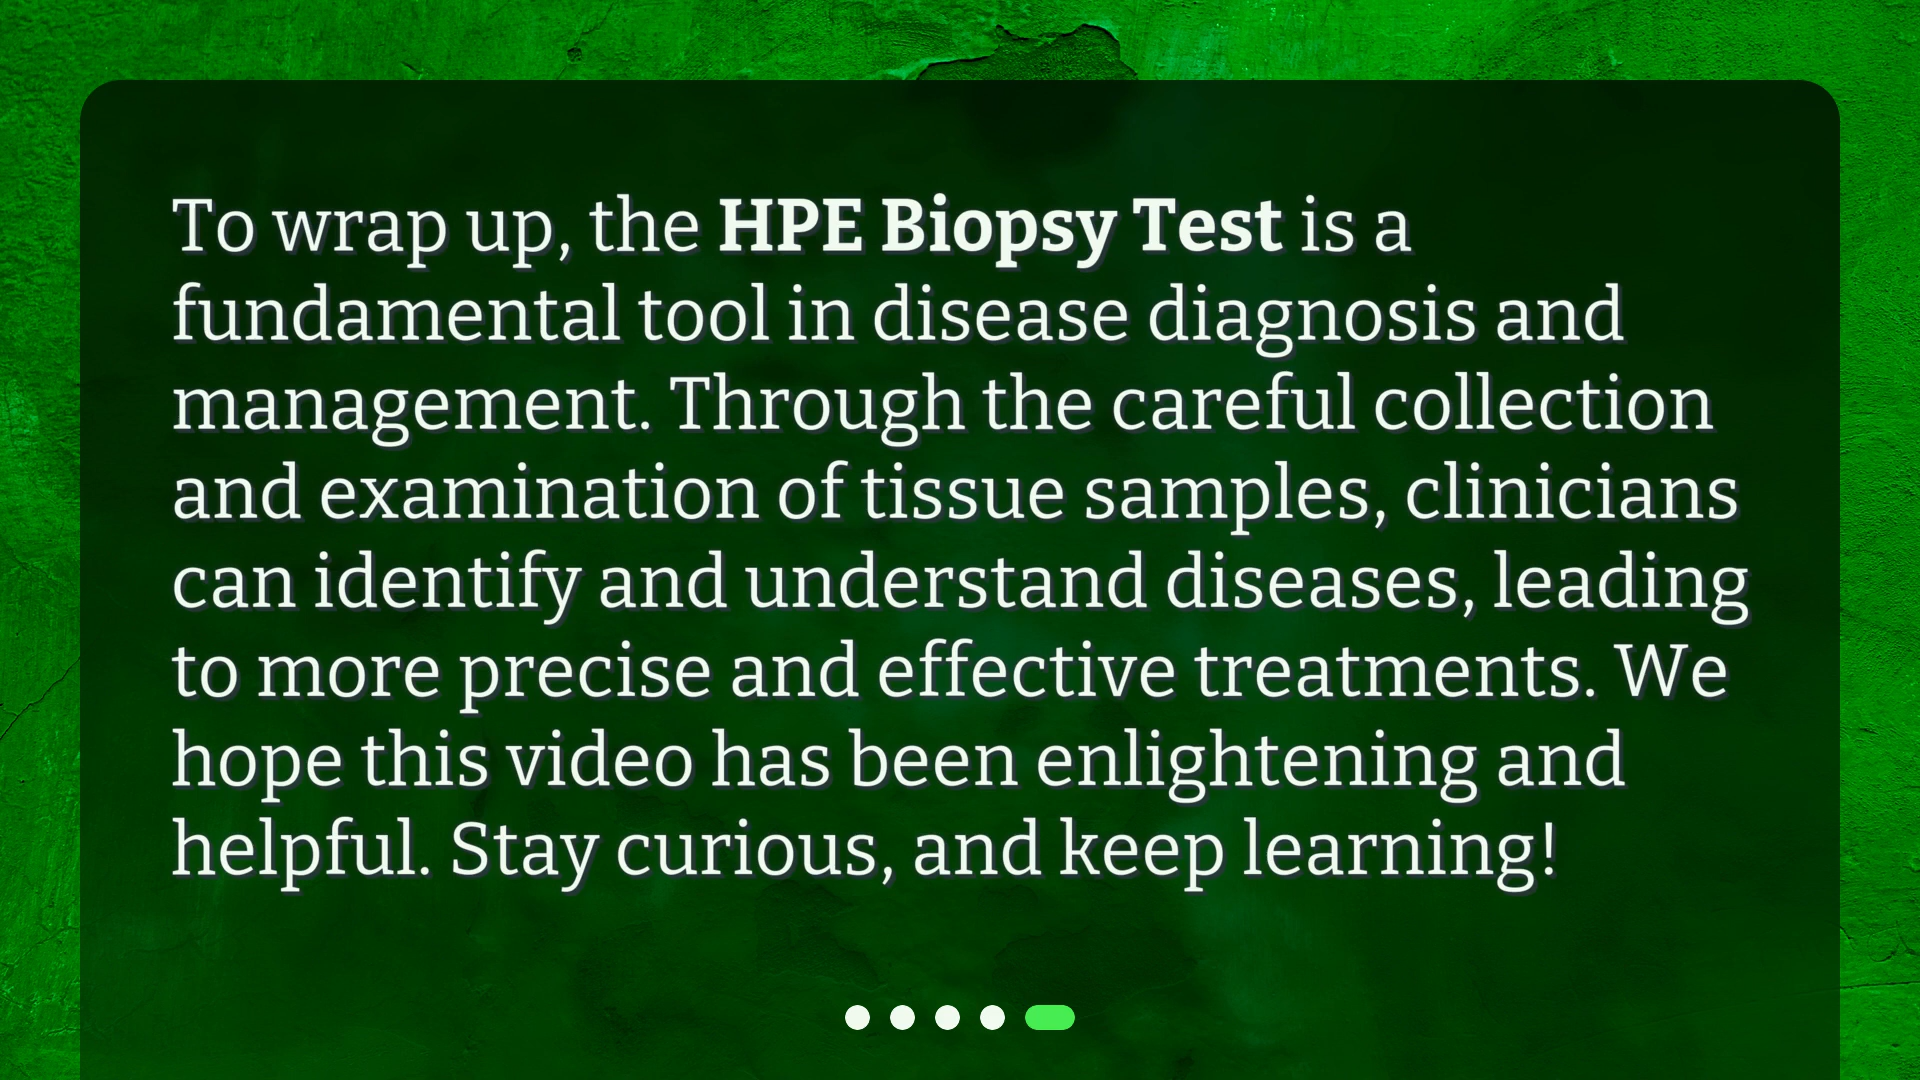 To wrap up, the HPE Biopsy Test is a
fundamental tool in disease diagnosis and
management. Through the careful collection
and examination of tissue samples, clinicians
can identify and understand diseases, leading
to more precise and effective treatments. We
hope this video has been enlightening and
helpful. Stay curious, and keep learning!